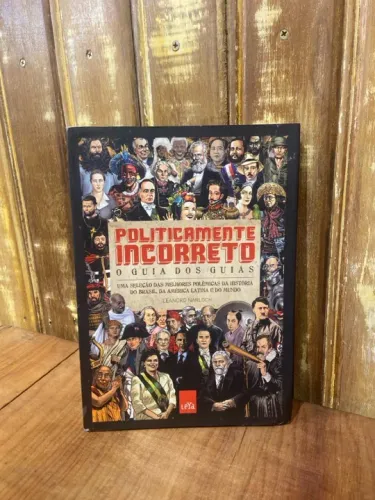 POLITICAMENTE
INCORRETO
O GUIA DOS GUIAS
UMA SELEÇÃO DAS MELHORES POLÊMICAS DA HISTÓRIA
DO BRASIL, DA AMÉRICA LATINA E DO MUNDO
LEANDRO NARLOCH
LeYa